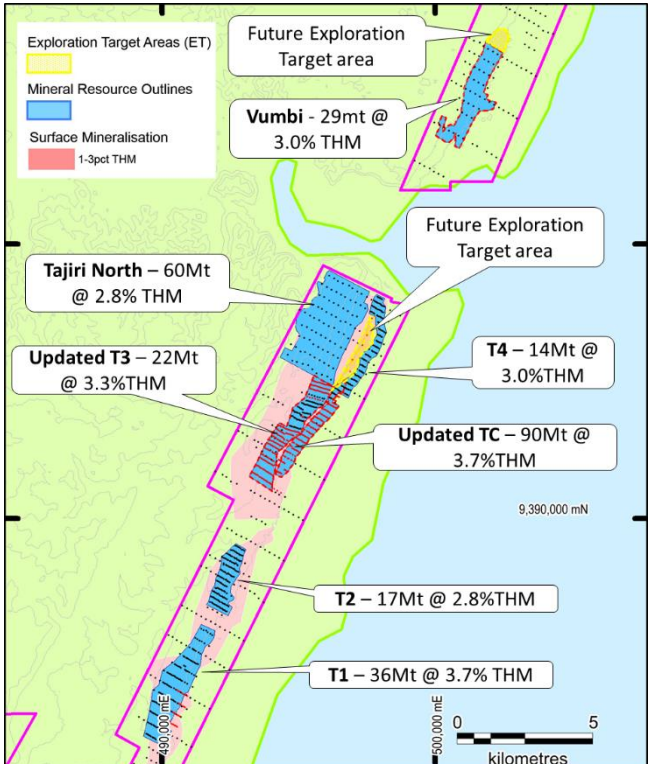 Exploration Target Areas (ET)
Mineral Resource Outlines
Surface Mineralisation
1-3pct THM
Future Exploration
Target area
Vumbi - 29mt @
3.0% THM
Future Exploration
Target area
Tajiri North – 60Mt
@ 2.8% THM
Updated T3 – 22Mt
@ 3.3%THM
T4 – 14Mt @
3.0%THM
Updated TC – 90Mt @
3.7%THM
9,390,000 mN
T2 – 17Mt @ 2.8%THM
T1 – 36Mt @ 3.7% THM
490,000 mE
500,000 mE
0 5
kilometres